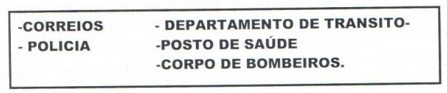 -CORREIOS - DEPARTAMENTO DE TRANSITO-
- POLICIA -POSTO DE SAÚDE
-CORPO DE BOMBEIROS.